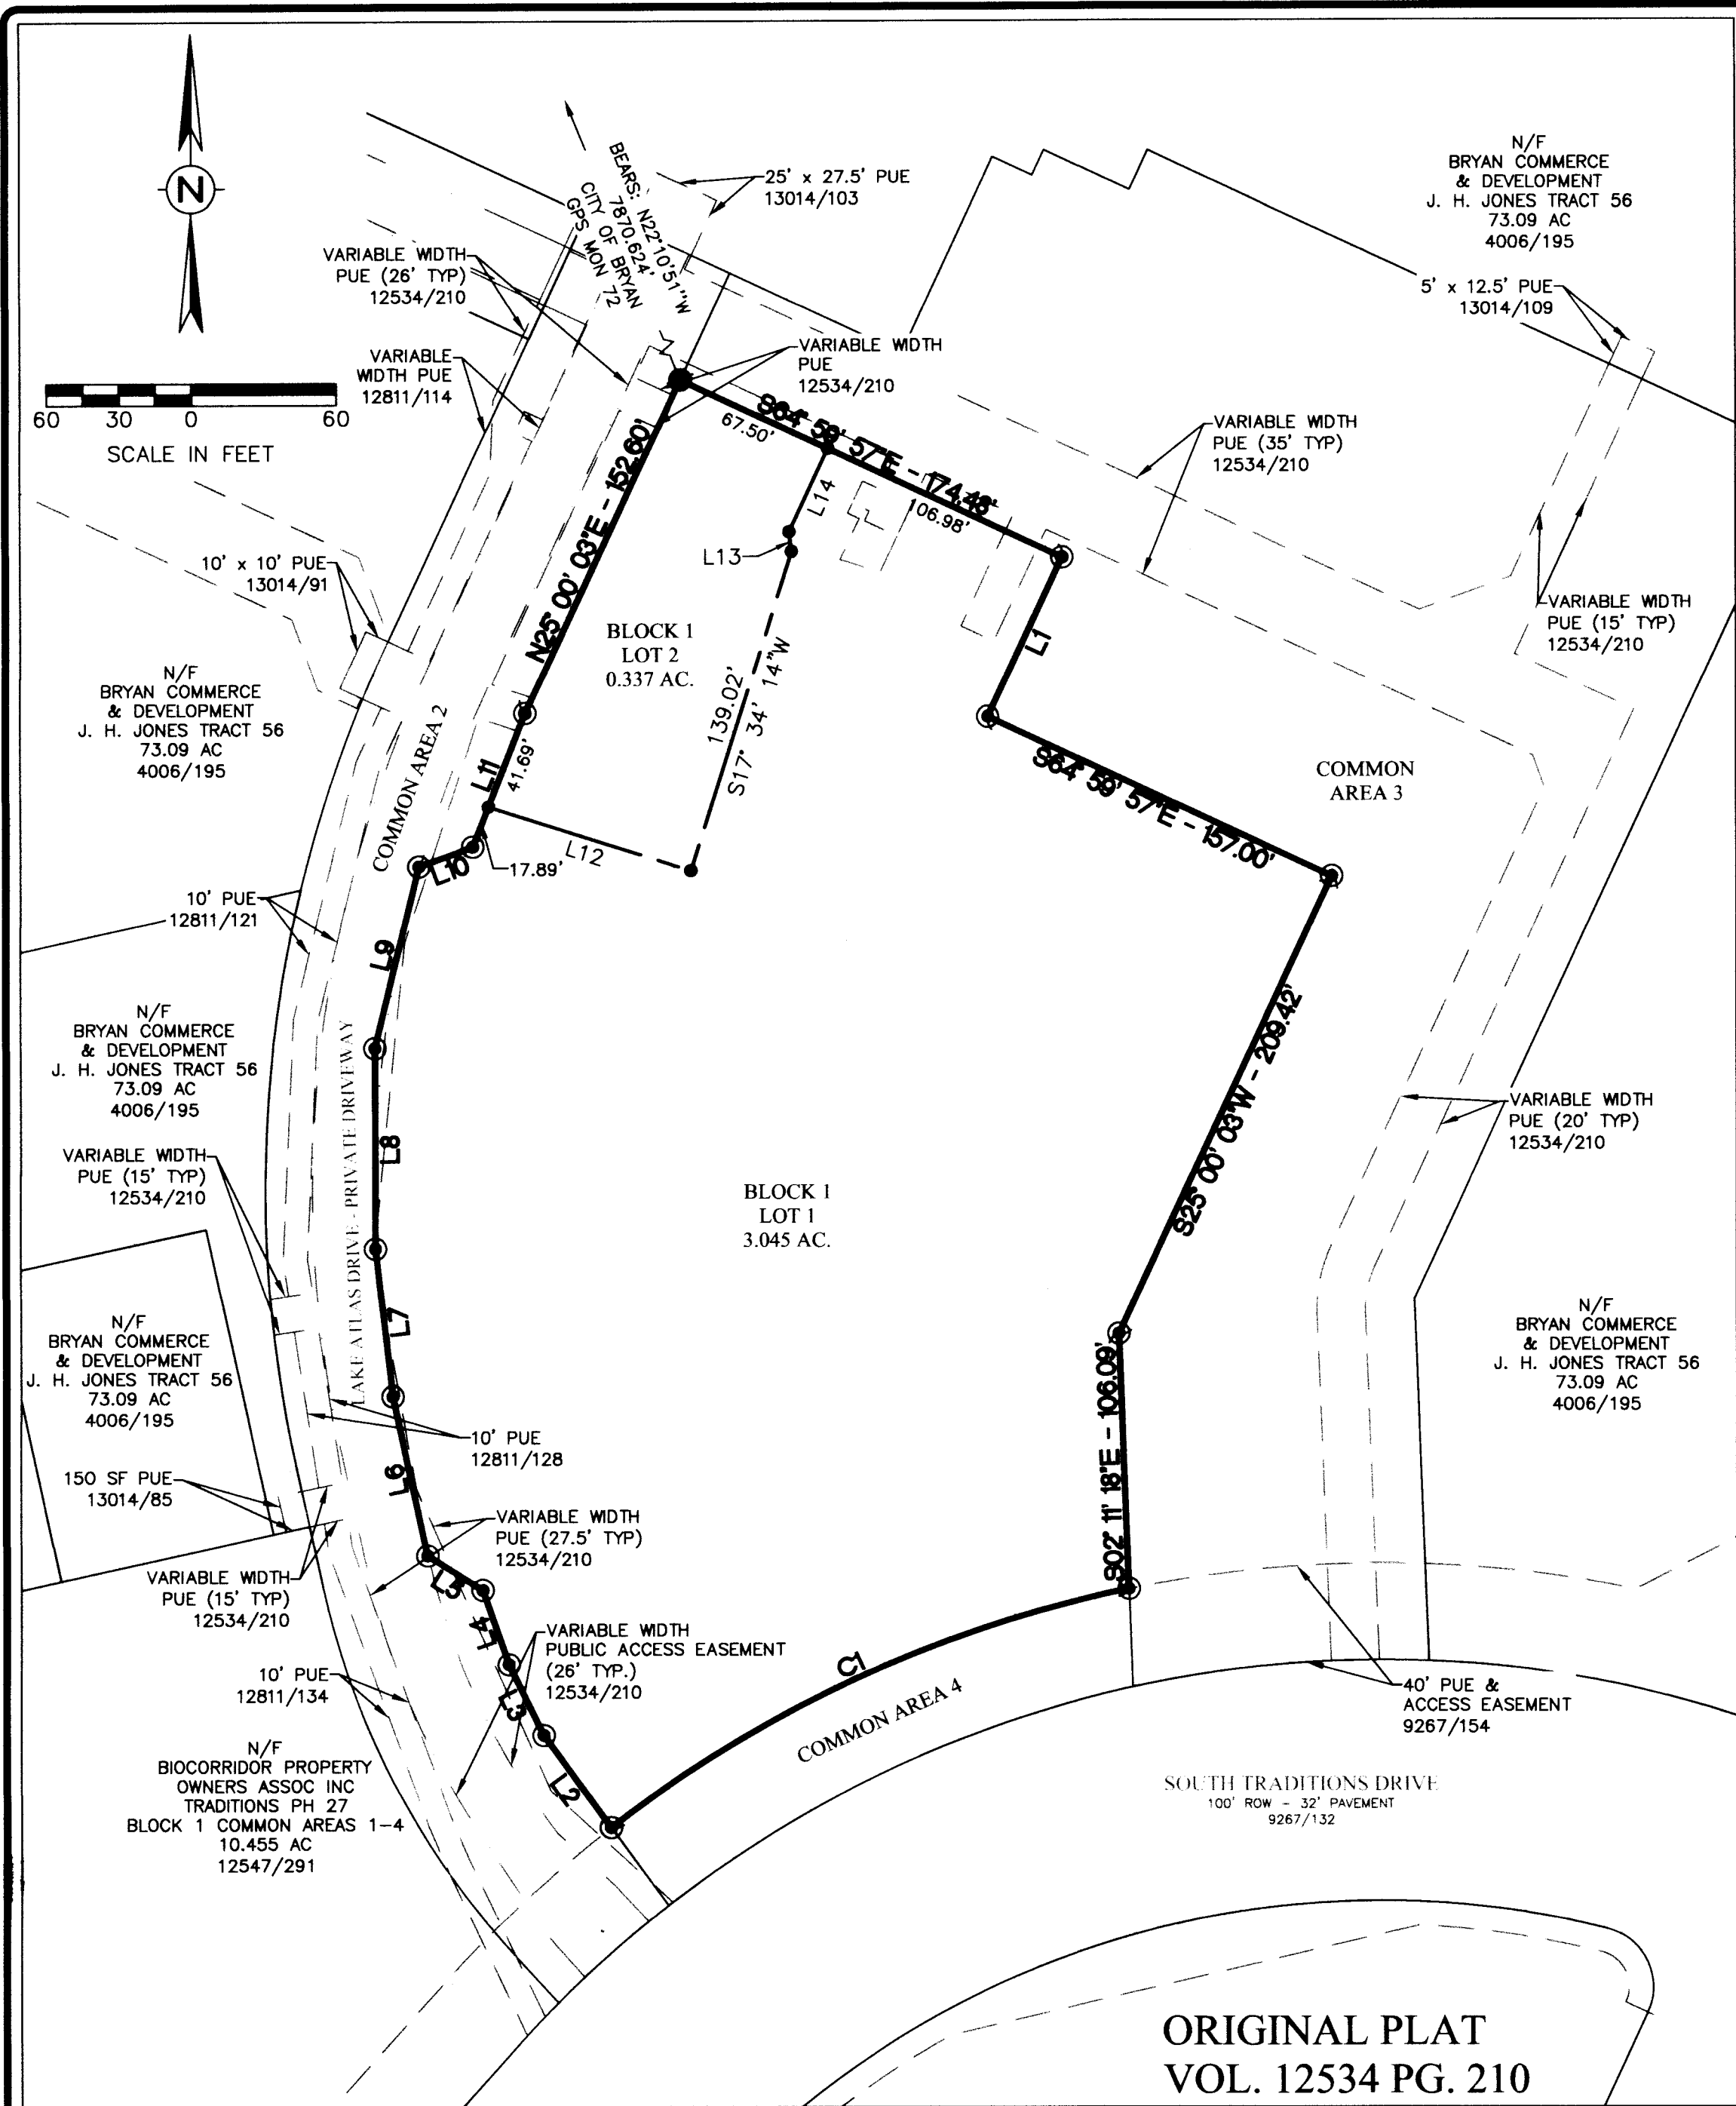 N
60 30 0 60
SCALE IN FEET
BEARS: N22°10'51"W
7870.624'
CITY OF BRYAN
GPS MON 72
25' x 27.5' PUE
13014/103
N/F
BRYAN COMMERCE
& DEVELOPMENT
J. H. JONES TRACT 56
73.09 AC
4006/195
VARIABLE WIDTH
PUE (26' TYP)
12534/210
5' x 12.5' PUE
13014/109
VARIABLE
WIDTH PUE
12811/114
VARIABLE WIDTH
PUE
12534/210
S64° 59' 57"E - 174.48'
67.50'
106.98'
VARIABLE WIDTH
PUE (35' TYP)
12534/210
N25° 00' 03"E - 152.60'
L14
L13
10' x 10' PUE
13014/91
BLOCK 1
LOT 2
0.337 AC.
L1
VARIABLE WIDTH
PUE (15' TYP)
12534/210
139.02'
S17° 34' 14"W
N/F
BRYAN COMMERCE
& DEVELOPMENT
J. H. JONES TRACT 56
73.09 AC
4006/195
COMMON AREA 2
L11
41.69'
S64° 59' 57"E - 157.00'
COMMON
AREA 3
L12
L10
17.89'
10' PUE
12811/121
L9
N/F
BRYAN COMMERCE
& DEVELOPMENT
J. H. JONES TRACT 56
73.09 AC
4006/195
LAKE ATLAS DRIVE - PRIVATE DRIVEWAY
S25° 00' 03"W - 209.42'
VARIABLE WIDTH
PUE (20' TYP)
12534/210
L8
VARIABLE WIDTH
PUE (15' TYP)
12534/210
BLOCK 1
LOT 1
3.045 AC.
N/F
BRYAN COMMERCE
& DEVELOPMENT
J. H. JONES TRACT 56
73.09 AC
4006/195
L7
N/F
BRYAN COMMERCE
& DEVELOPMENT
J. H. JONES TRACT 56
73.09 AC
4006/195
10' PUE
12811/128
S02° 11' 18"E - 106.09'
L6
150 SF PUE
13014/85
VARIABLE WIDTH
PUE (27.5' TYP)
12534/210
L5
VARIABLE WIDTH
PUE (15' TYP)
12534/210
L4
VARIABLE WIDTH
PUBLIC ACCESS EASEMENT
(26' TYP.)
12534/210
C1
10' PUE
12811/134
L3
COMMON AREA 4
40' PUE &
ACCESS EASEMENT
9267/154
L2
N/F
BIOCORRIDOR PROPERTY
OWNERS ASSOC INC
TRADITIONS PH 27
BLOCK 1 COMMON AREAS 1-4
10.455 AC
12547/291
SOUTH TRADITIONS DRIVE
100' ROW - 32' PAVEMENT
9267/132
ORIGINAL PLAT
VOL. 12534 PG. 210